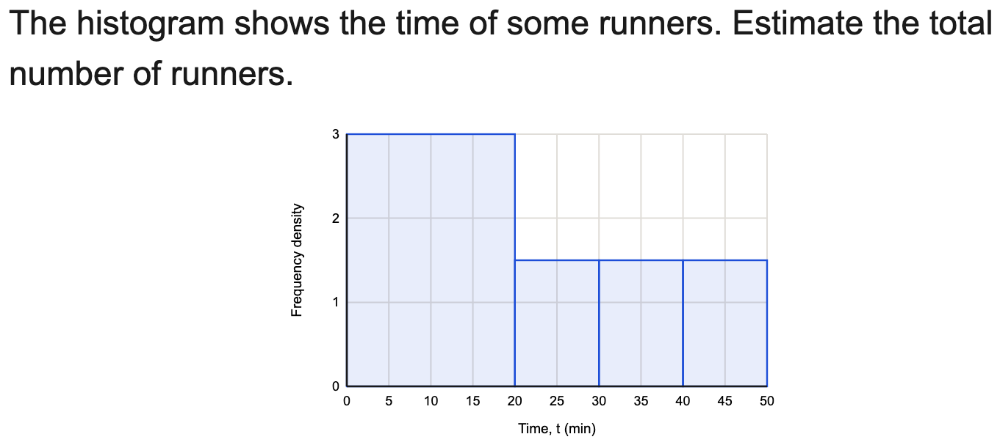 The histogram shows the time of some runners. Estimate the total
number of runners.
3
2
1
0
Frequency density
0 5 10 15 20 25 30 35 40 45 50
Time, t (min)